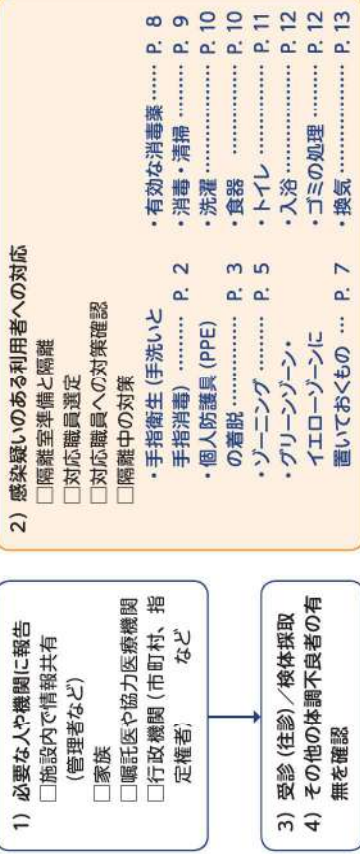 1）必要な人や機関に報告
□施設内で情報共有
（管理者など）
□家族
□嘱託医や協力医療機関
□行政機関（市町村、指
定権者）など
3）受診（往診）／検体採取
4）その他の体調不良者の有
無を確認
2）感染疑いのある利用者への対応
□隔離室準備と隔離
□対応職員選定
□対応職員への対策確認
□隔離中の対策
・手指衛生（手洗いと
手指消毒）……… P. 2
・個人防護具（PPE）
の着脱 …………… P. 3
・ゾーニング ……… P. 5
・グリーンゾーン・
イエローゾーンに
置いておくもの … P. 7
・有効な消毒薬 …… P. 8
・消毒・清掃 ……… P. 9
・洗濯 ……………… P. 10
・食器 ……………… P. 10
・トイレ …………… P. 11
・入浴 ……………… P. 12
・ゴミの処理 ……… P. 12
・換気 ……………… P. 13